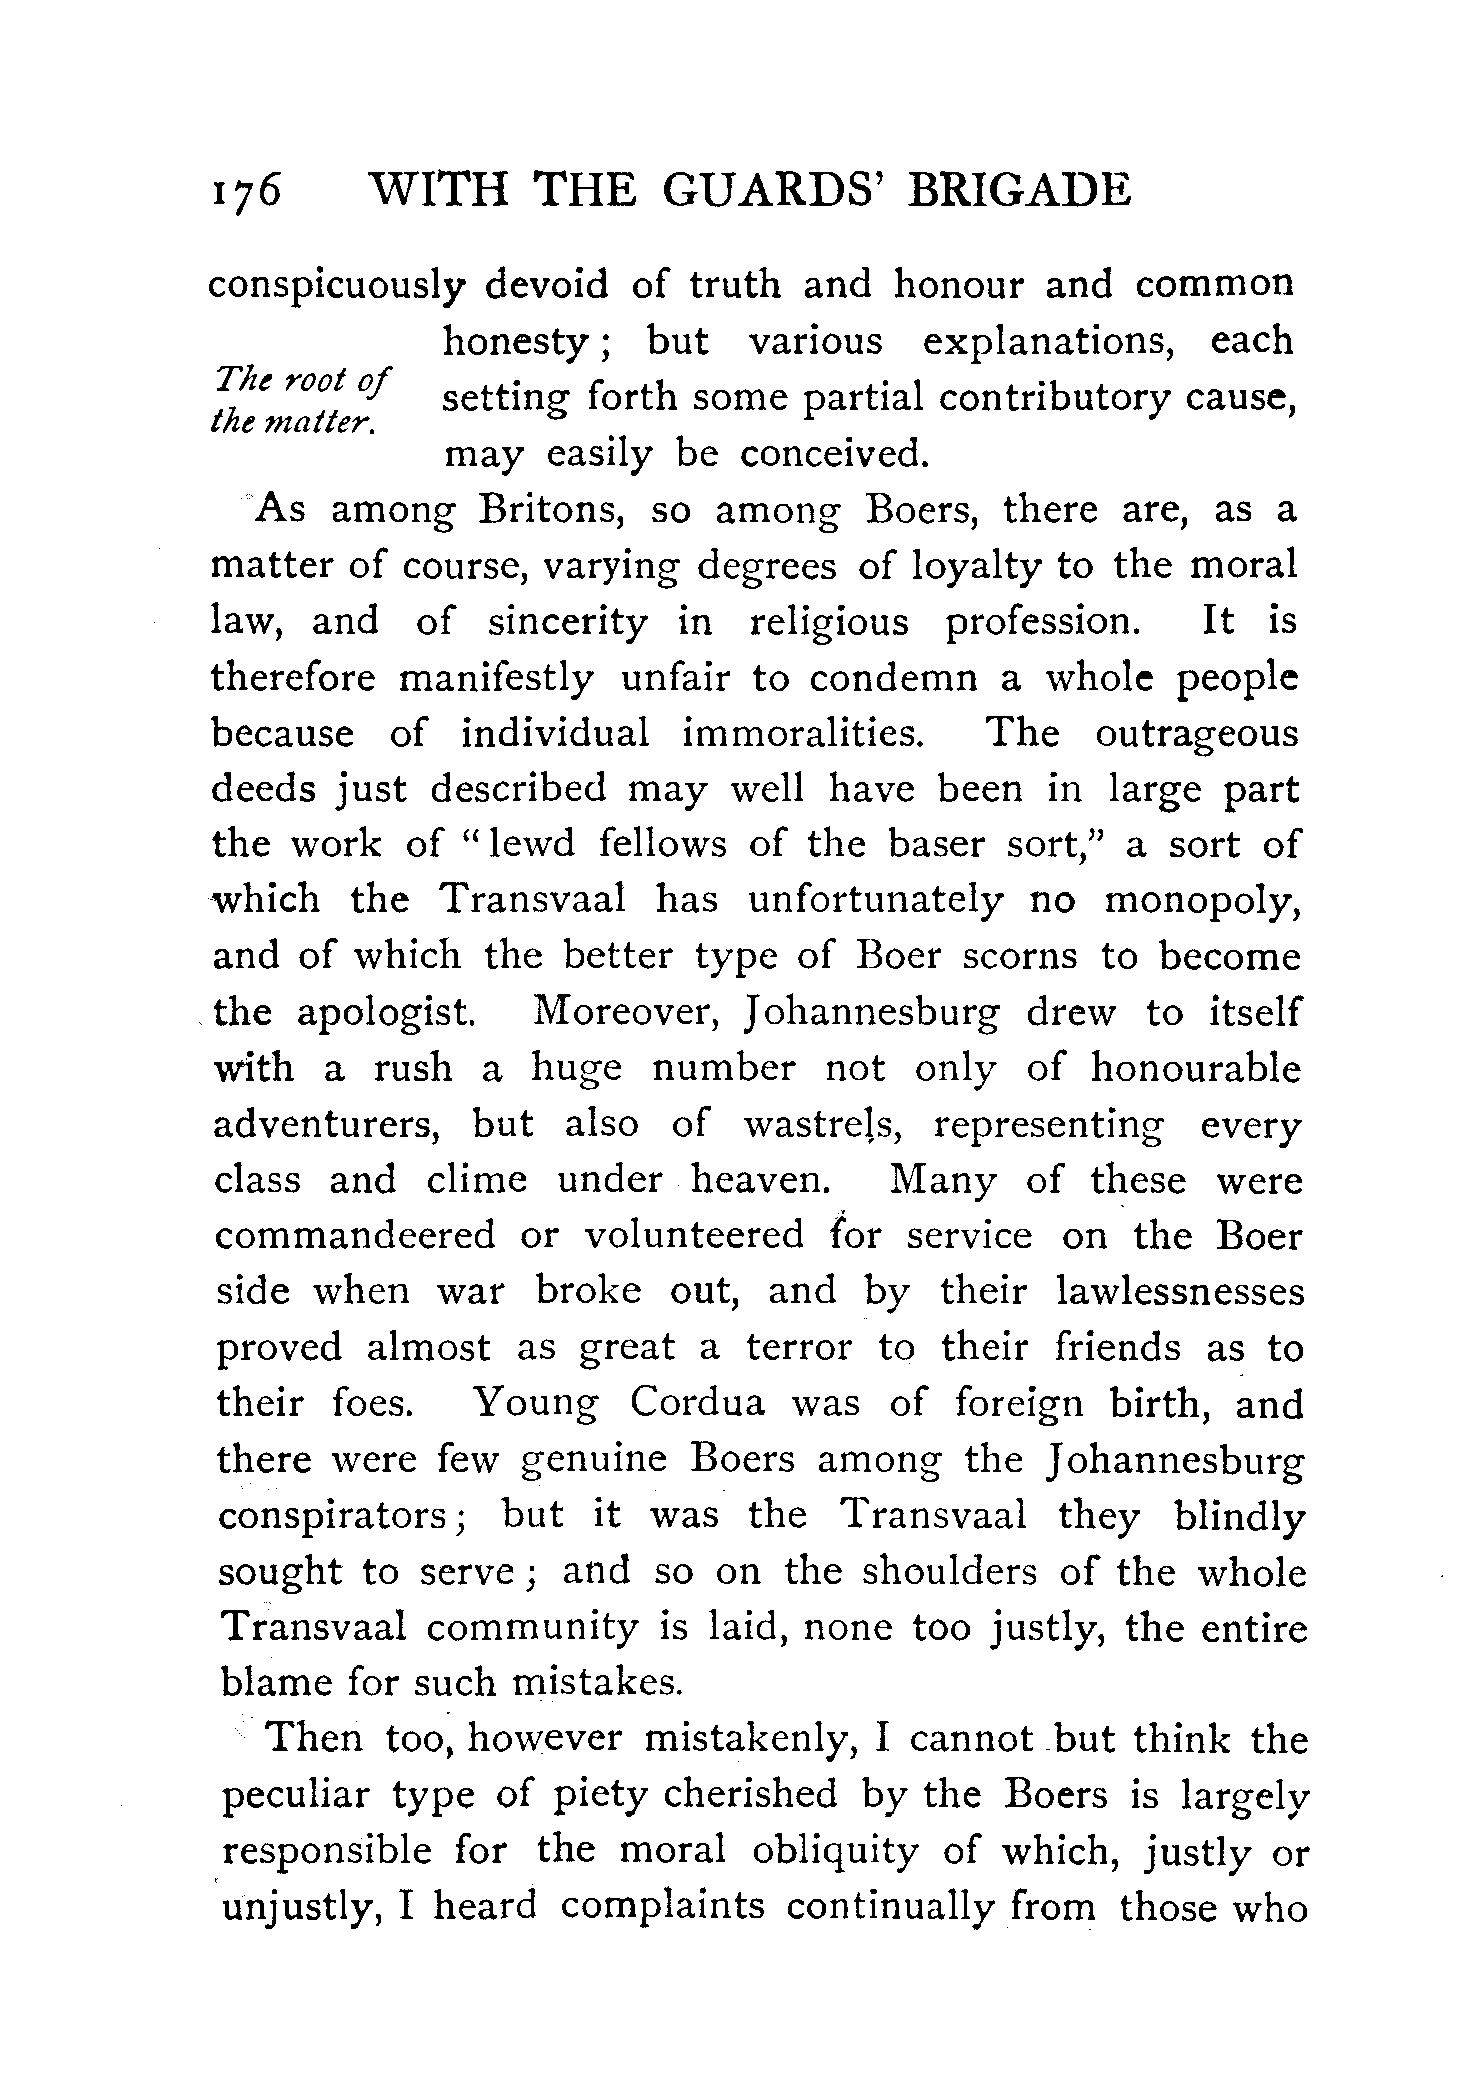 176 WITH THE GUARDS' BRIGADE
conspicuously devoid of truth and honour and common
honesty ; but various explanations, each
The root of
the matter.
setting forth some partial contributory cause,
may easily be conceived.
As among Britons, so among Boers, there are, as a
matter of course, varying degrees of loyalty to the moral
law, and of sincerity in religious profession. It is
therefore manifestly unfair to condemn a whole people
because of individual immoralities. The outrageous
deeds just described may well have been in large part
the work of “ lewd fellows of the baser sort,” a sort of
which the Transvaal has unfortunately no monopoly,
and of which the better type of Boer scorns to become
the apologist. Moreover, Johannesburg drew to itself
with a rush a huge number not only of honourable
adventurers, but also of wastrels, representing every
class and clime under heaven. Many of these were
commandeered or volunteered for service on the Boer
side when war broke out, and by their lawlessnesses
proved almost as great a terror to their friends as to
their foes. Young Cordua was of foreign birth, and
there were few genuine Boers among the Johannesburg
conspirators ; but it was the Transvaal they blindly
sought to serve ; and so on the shoulders of the whole
Transvaal community is laid, none too justly, the entire
blame for such mistakes.
Then too, however mistakenly, I cannot but think the
peculiar type of piety cherished by the Boers is largely
responsible for the moral obliquity of which, justly or
unjustly, I heard complaints continually from those who